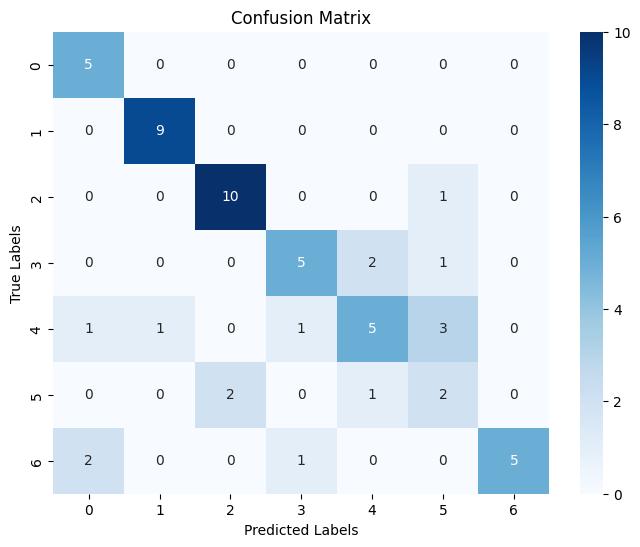 Confusion Matrix
True Labels
0 5 0 0 0 0 0 0
1 0 9 0 0 0 0 0
2 0 0 10 0 0 1 0
3 0 0 0 5 2 1 0
4 1 1 0 1 5 3 0
5 0 0 2 0 1 2 0
6 2 0 0 1 0 0 5
0 1 2 3 4 5 6
Predicted Labels
10
8
6
4
2
0